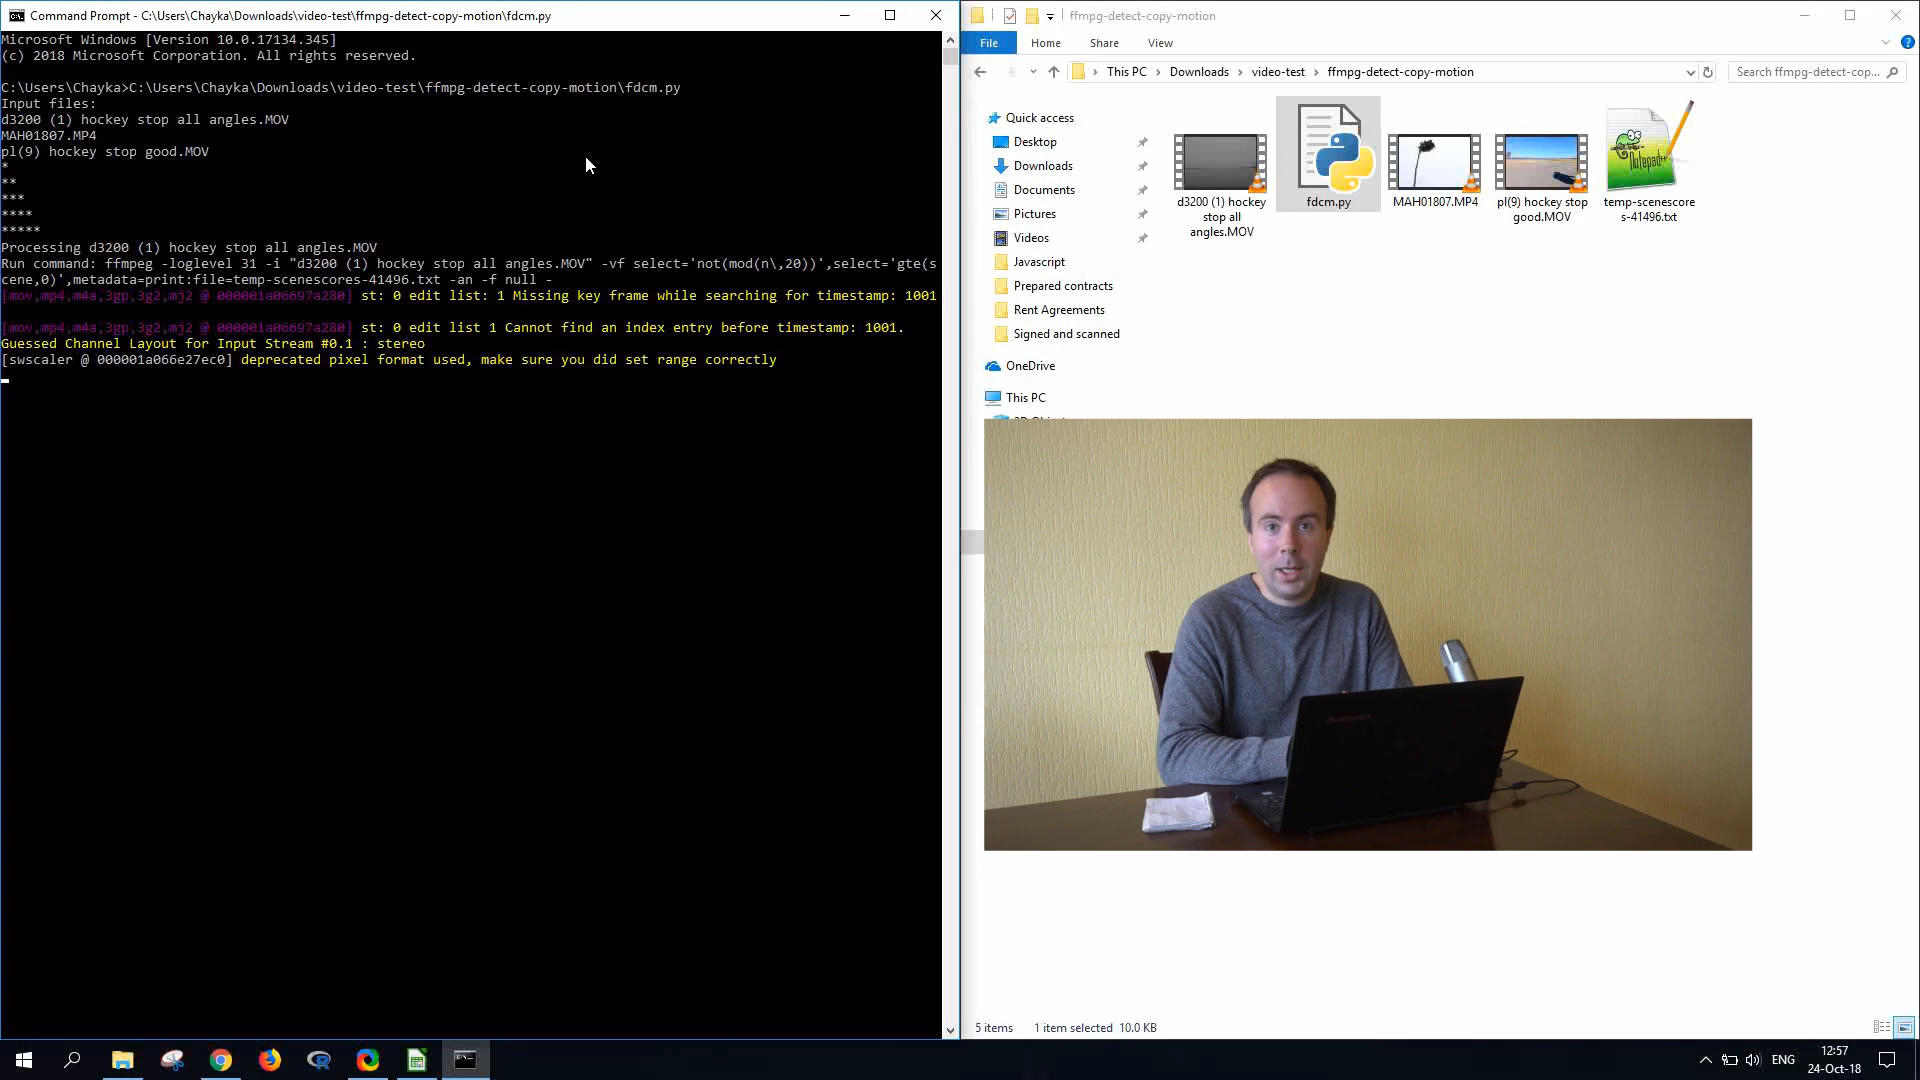 Command Prompt - C:\Users\Chayka\Downloads\video-test\ffmpg-detect-copy-motion\fdcm.py
Microsoft Windows [Version 10.0.17134.345]
(c) 2018 Microsoft Corporation. All rights reserved.
C:\Users\Chayka>C:\Users\Chayka\Downloads\video-test\ffmpg-detect-copy-motion\fdcm.py
Input files:
d3200 (1) hockey stop all angles.MOV
MAH01807.MP4
pl(9) hockey stop good.MOV
*
**
***
****
*****
Processing d3200 (1) hockey stop all angles.MOV
Run command: ffmpeg -loglevel 31 -i "d3200 (1) hockey stop all angles.MOV" -vf select='not(mod(n\,20))',select='gte(s
cene,0)',metadata=print:file=temp-scenescores-41496.txt -an -f null -
[mov,mp4,m4a,3gp,3g2,mj2 @ 000001a06697a280] st: 0 edit list: 1 Missing key frame while searching for timestamp: 1001
[mov,mp4,m4a,3gp,3g2,mj2 @ 000001a06697a280] st: 0 edit list 1 Cannot find an index entry before timestamp: 1001.
Guessed Channel Layout for Input Stream #0.1 : stereo
[swscaler @ 000001a066e27ec0] deprecated pixel format used, make sure you did set range correctly
ffmpg-detect-copy-motion
File Home Share View
This PC Downloads video-test ffmpg-detect-copy-motion
Search ffmpg-detect-cop...
Quick access
Desktop
Downloads
Documents
Pictures
Videos
Javascript
Prepared contracts
Rent Agreements
Signed and scanned
OneDrive
This PC
d3200 (1) hockey
stop all
angles.MOV
fdcm.py
MAH01807.MP4
pl(9) hockey stop
good.MOV
Notepad++
temp-scenescore
s-41496.txt
5 items 1 item selected 10.0 KB
ENG
12:57
24-Oct-18